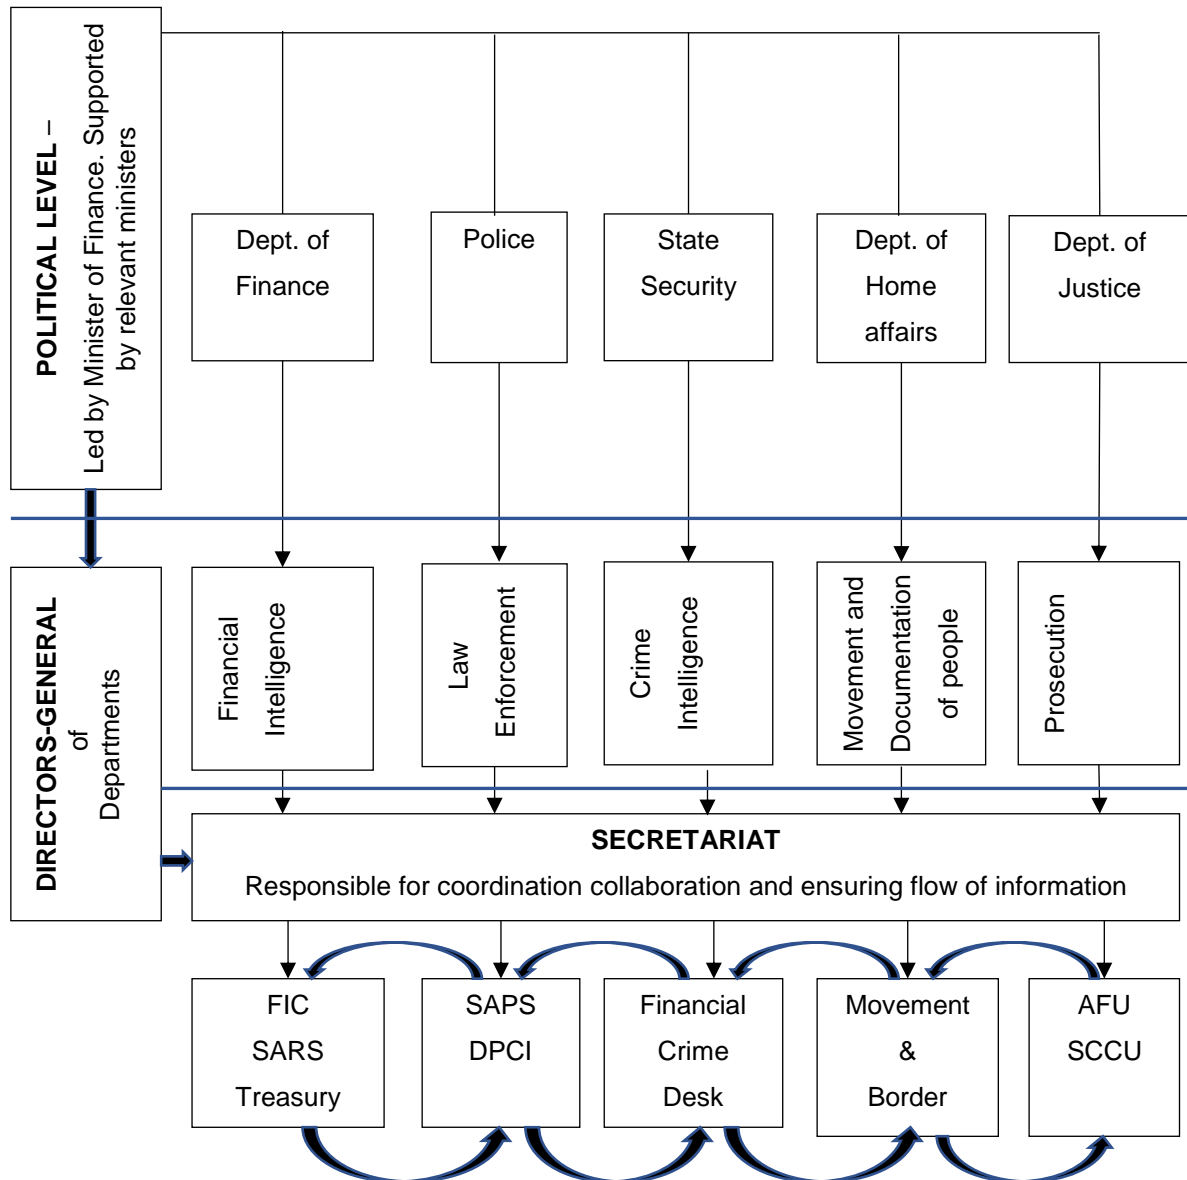 POLITICAL LEVEL –
Led by Minister of Finance. Supported
by relevant ministers
Dept. of
Finance
Police
State
Security
Dept. of
Home
affairs
Dept. of
Justice
DIRECTORS-GENERAL
of
Departments
Financial
Intelligence
Law
Enforcement
Crime
Intelligence
Movement and
Documentation
of people
Prosecution
SECRETARIAT
Responsible for coordination collaboration and ensuring flow of information
FIC
SARS
Treasury
SAPS
DPCI
Financial
Crime
Desk
Movement
&
Border
AFU
SCCU